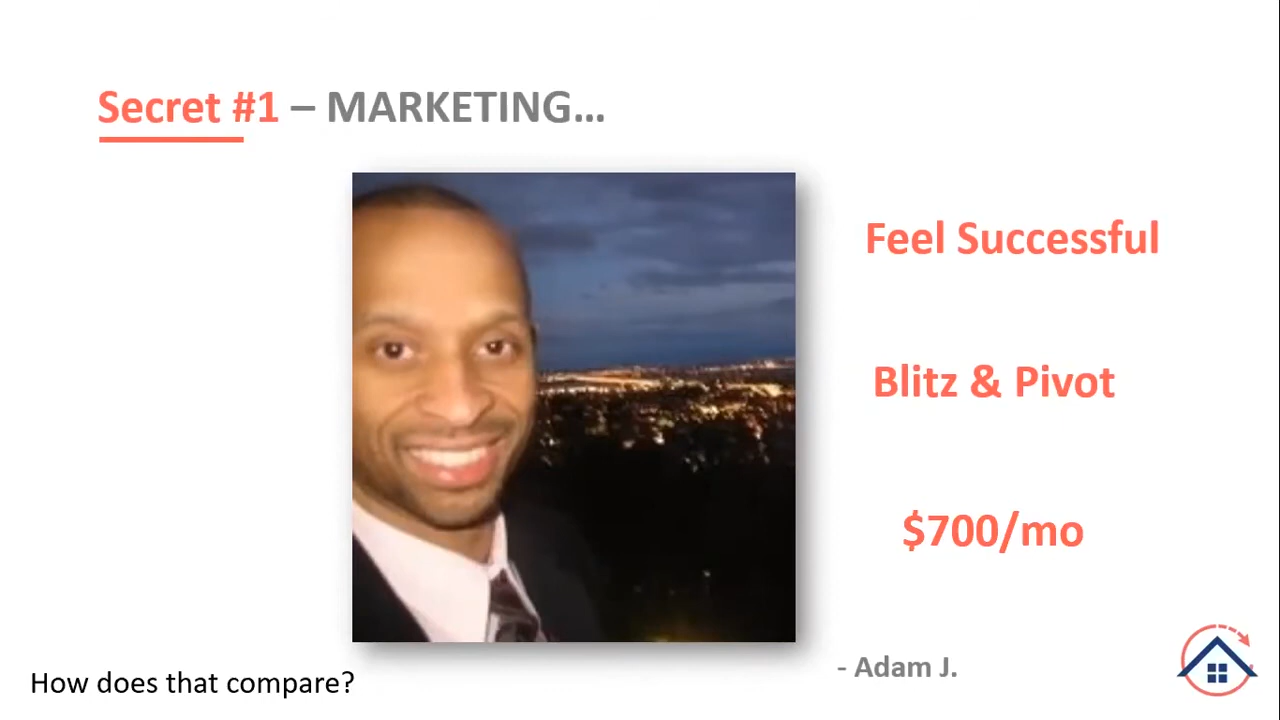 Secret #1 – MARKETING...
Feel Successful
Blitz & Pivot
$700/mo
- Adam J.
How does that compare?